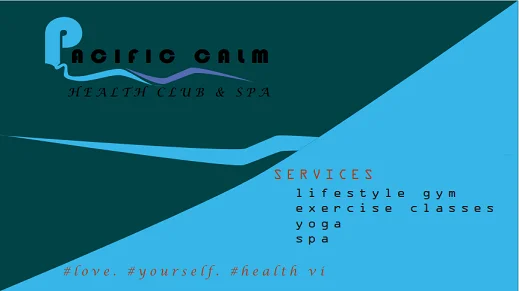 PACIFIC CALM
HEALTH CLUB & SPA
SERVICES
lifestyle gym
exercise classes
yoga
spa
#love. #yourself. #health vi